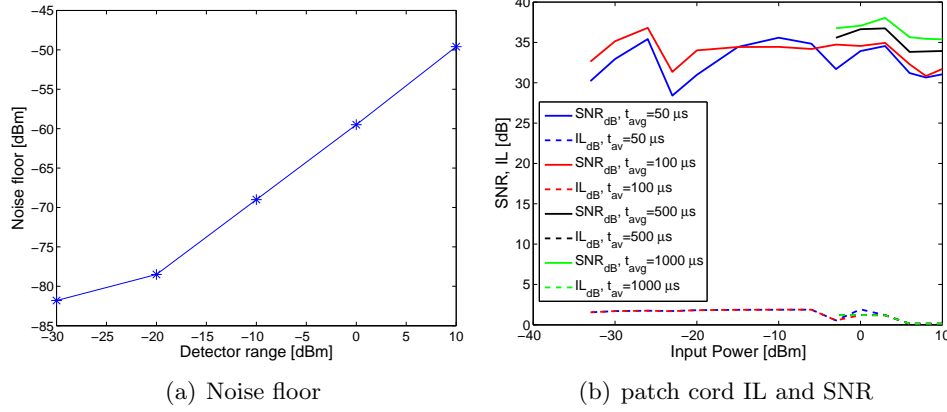 −45
−50
−55
−60
−65
−70
−75
−80
−85
Noise floor [dBm]
−30 −25 −20 −15 −10 −5 0 5 10
Detector range [dBm]
(a) Noise floor
40
35
30
25
20
15
10
5
0
SNR, IL [dB]
SNR_dB, t_avg=50 μs
IL_dB, t_av=50 μs
SNR_dB, t_avg=100 μs
IL_dB, t_av=100 μs
SNR_dB, t_avg=500 μs
IL_dB, t_av=500 μs
SNR_dB, t_avg=1000 μs
IL_dB, t_av=1000 μs
−30 −20 −10 0 10
Input Power [dBm]
(b) patch cord IL and SNR